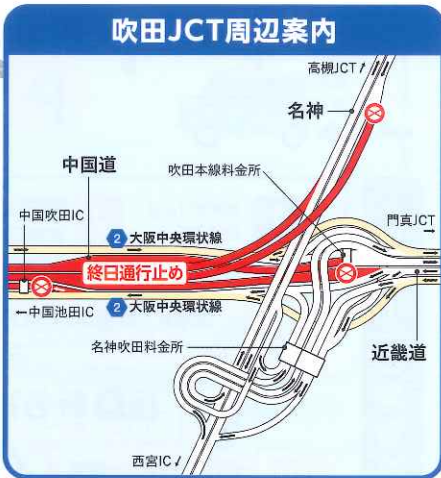 吹田JCT周辺案内
高槻JCT↑
名神
中国道
吹田本線料金所
中国吹田IC
門真JCT
→
2 大阪中央環状線
終日通行止め
2 大阪中央環状線
←中国池田IC
近畿道
名神吹田料金所
西宮IC↓